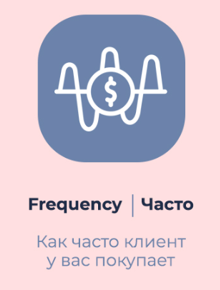 $
Frequency | Часто
Как часто клиент
у вас покупает